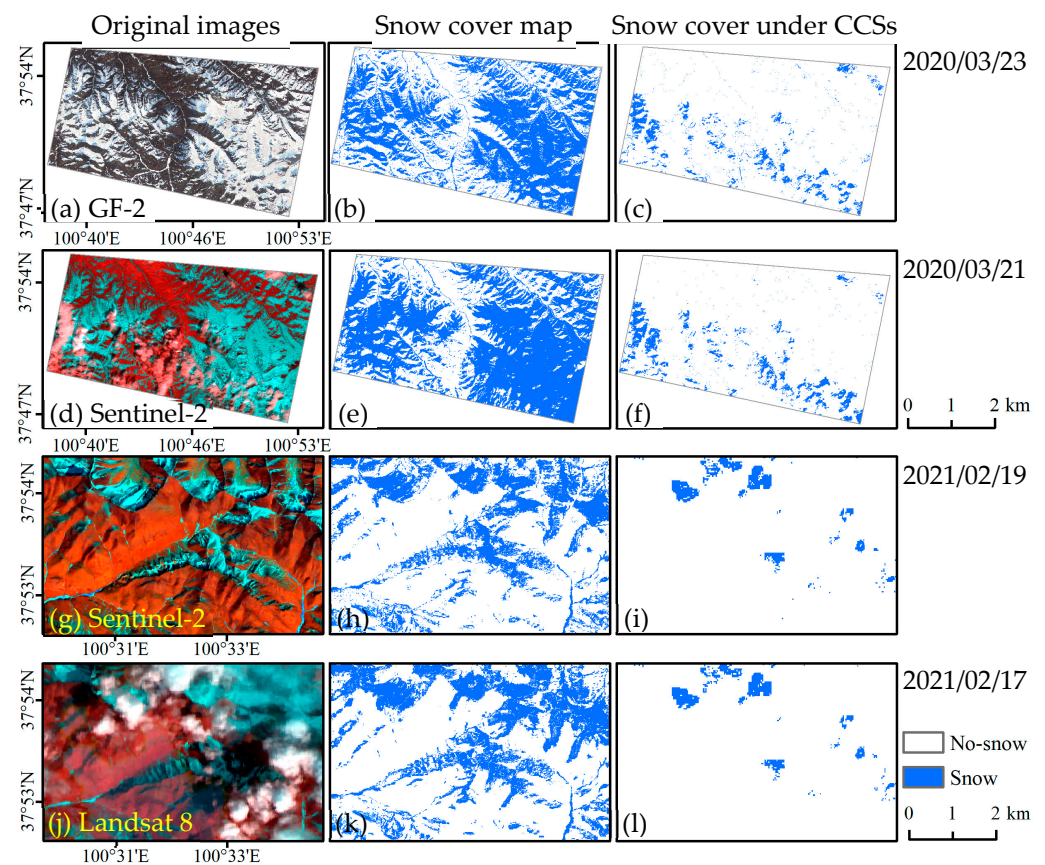 Original images
Snow cover map
Snow cover under CCSs
37°54'N
37°47'N
(a) GF-2
(b)
(c)
2020/03/23
100°40'E
100°46'E
100°53'E
37°54'N
37°47'N
(d) Sentinel-2
(e)
(f)
2020/03/21
0 1 2 km
100°40'E
100°46'E
100°53'E
37°54'N
37°53'N
(g) Sentinel-2
(h)
(i)
2021/02/19
100°31'E
100°33'E
37°54'N
37°53'N
(j) Landsat 8
(k)
(l)
2021/02/17
No-snow
Snow
0 1 2 km
100°31'E
100°33'E